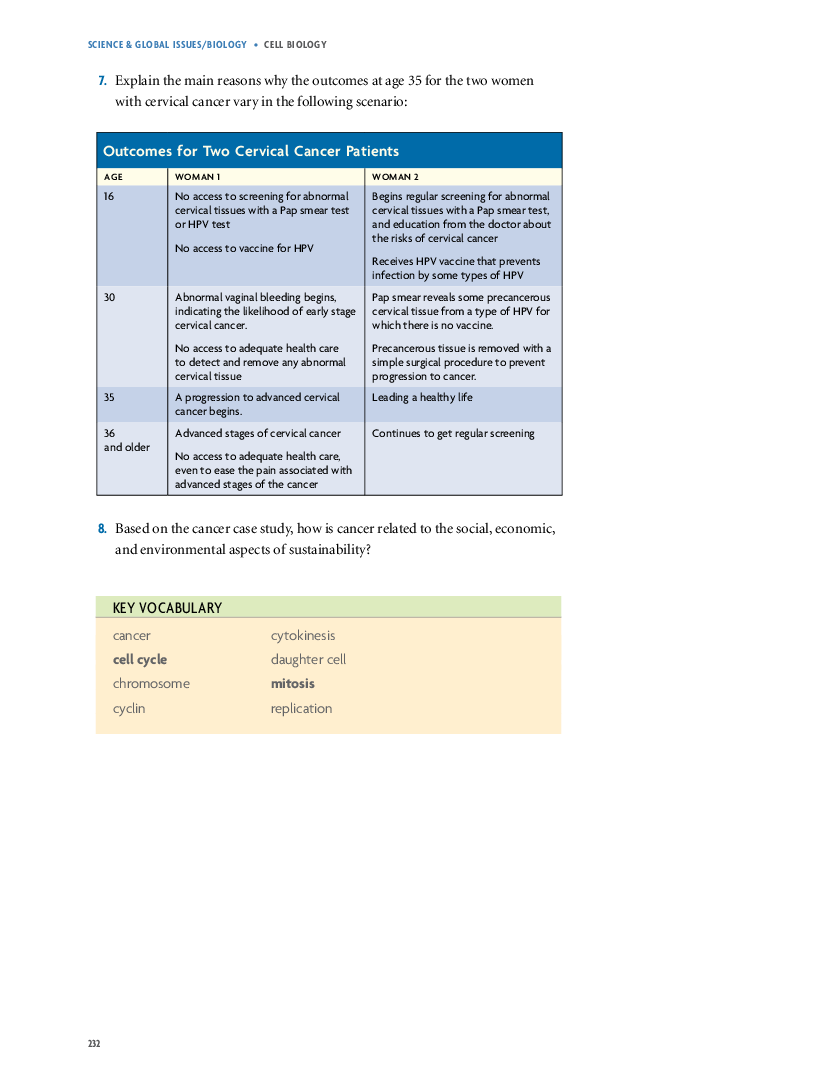 SCIENCE & GLOBAL ISSUES/BIOLOGY • CELL BIOLOGY
7. Explain the main reasons why the outcomes at age 35 for the two women
with cervical cancer vary in the following scenario:
Outcomes for Two Cervical Cancer Patients
AGE WOMAN 1 WOMAN 2
16
No access to screening for abnormal
cervical tissues with a Pap smear test
or HPV test
No access to vaccine for HPV
Begins regular screening for abnormal
cervical tissues with a Pap smear test,
and education from the doctor about
the risks of cervical cancer
Receives HPV vaccine that prevents
infection by some types of HPV
30
Abnormal vaginal bleeding begins,
indicating the likelihood of early stage
cervical cancer.
No access to adequate health care
to detect and remove any abnormal
cervical tissue
Pap smear reveals some precancerous
cervical tissue from a type of HPV for
which there is no vaccine.
Precancerous tissue is removed with a
simple surgical procedure to prevent
progression to cancer.
35
A progression to advanced cervical
cancer begins.
Leading a healthy life
36
and older
Advanced stages of cervical cancer
No access to adequate health care,
even to ease the pain associated with
advanced stages of the cancer
Continues to get regular screening
8. Based on the cancer case study, how is cancer related to the social, economic,
and environmental aspects of sustainability?
KEY VOCABULARY
cancer
cell cycle
chromosome
cyclin
cytokinesis
daughter cell
mitosis
replication
232